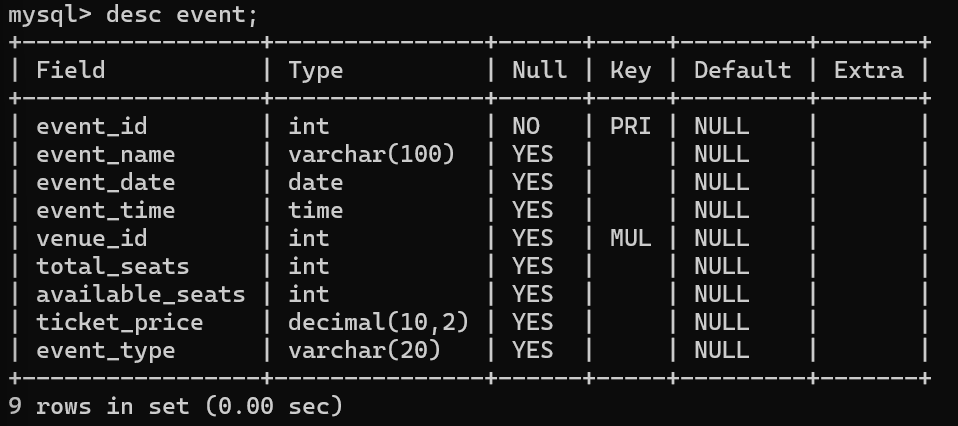 mysql> desc event;
+-----------------+---------------+------+-----+---------+-------+
| Field           | Type          | Null | Key | Default | Extra |
+-----------------+---------------+------+-----+---------+-------+
| event_id        | int           | NO   | PRI | NULL    |       |
| event_name      | varchar(100)  | YES  |     | NULL    |       |
| event_date      | date          | YES  |     | NULL    |       |
| event_time      | time          | YES  |     | NULL    |       |
| venue_id        | int           | YES  | MUL | NULL    |       |
| total_seats     | int           | YES  |     | NULL    |       |
| available_seats | int           | YES  |     | NULL    |       |
| ticket_price    | decimal(10,2) | YES  |     | NULL    |       |
| event_type      | varchar(20)   | YES  |     | NULL    |       |
+-----------------+---------------+------+-----+---------+-------+
9 rows in set (0.00 sec)